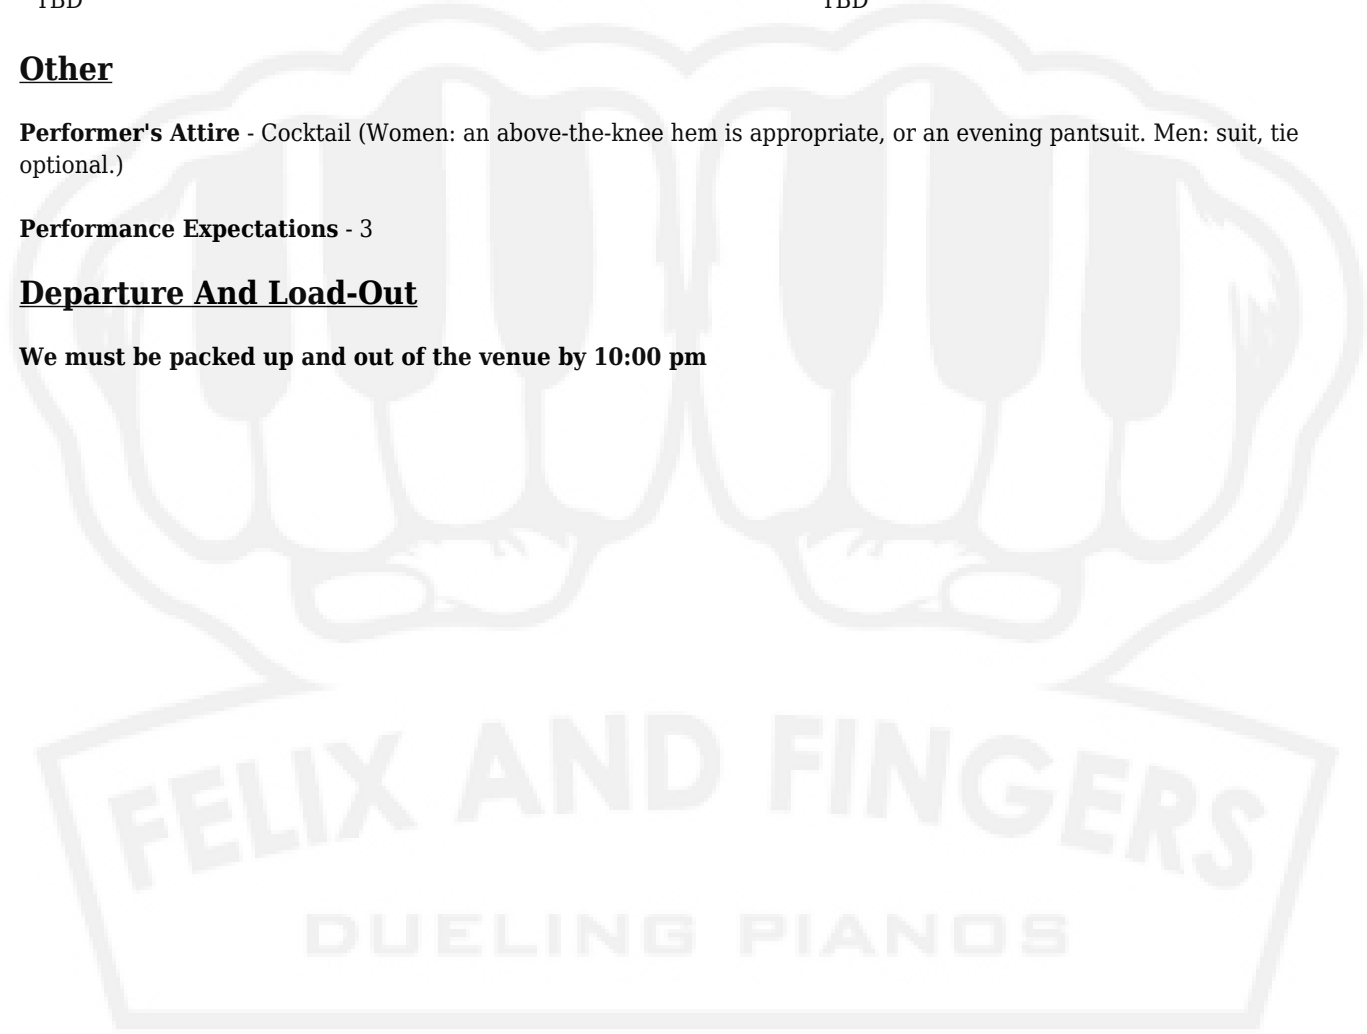 TBD TBD
Other
Performer's Attire - Cocktail (Women: an above-the-knee hem is appropriate, or an evening pantsuit. Men: suit, tie
optional.)
Performance Expectations - 3
Departure And Load-Out
We must be packed up and out of the venue by 10:00 pm
FELIX AND FINGERS
DUELING PIANOS